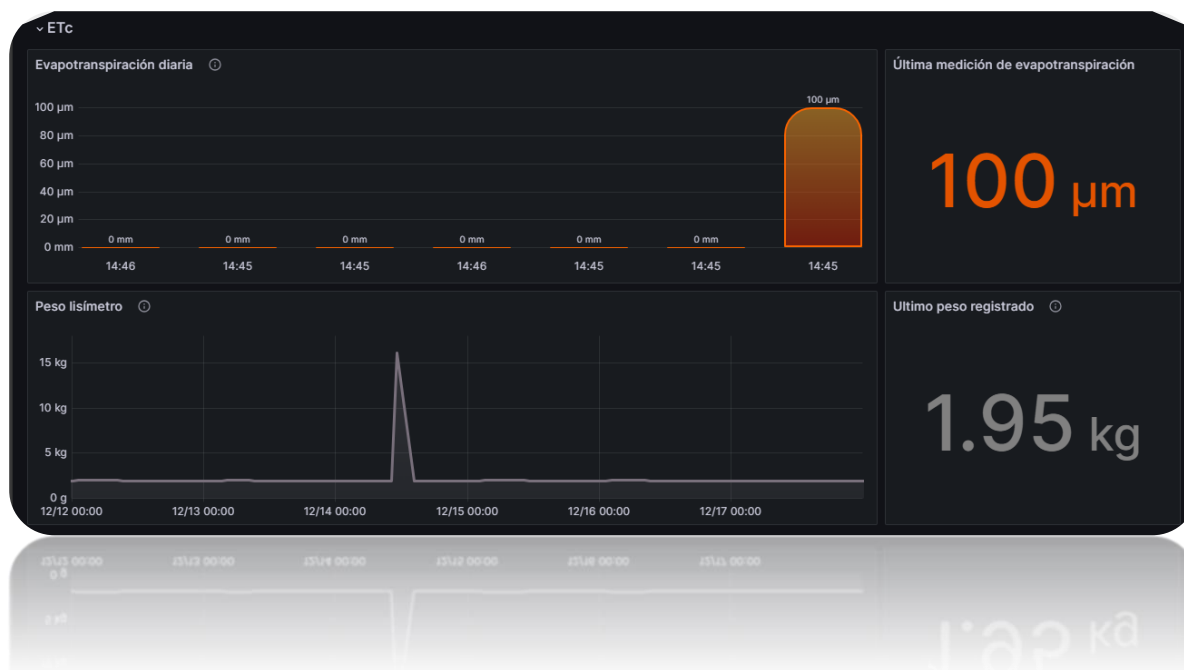 ETc
Evapotranspiración diaria
100 µm
80 µm
60 µm
40 µm
20 µm
0 mm
0 mm 0 mm 0 mm 0 mm 0 mm 0 mm 100 µm
14:46 14:45 14:45 14:46 14:45 14:45 14:45
Última medición de evapotranspiración
100 µm
Peso lisímetro
15 kg
10 kg
5 kg
0 g
12/12 00:00 12/13 00:00 12/14 00:00 12/15 00:00 12/16 00:00 12/17 00:00
Ultimo peso registrado
1.95 kg